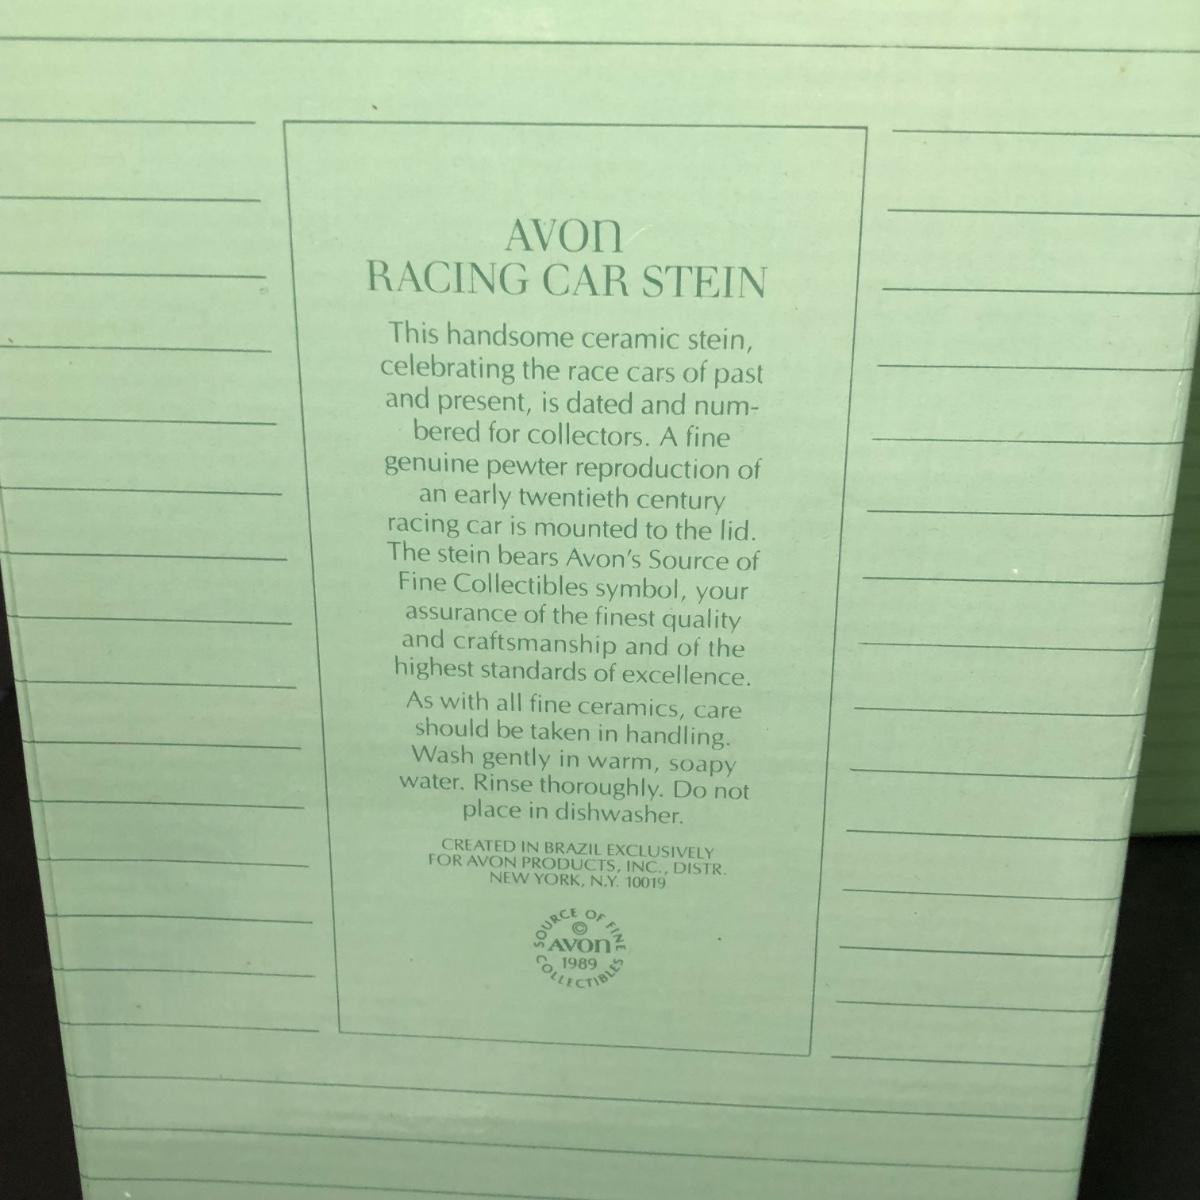 AVON
RACING CAR STEIN
This handsome ceramic stein,
celebrating the race cars of past
and present, is dated and num-
bered for collectors. A fine
genuine pewter reproduction of
an early twentieth century
racing car is mounted to the lid.
The stein bears Avon's Source of
Fine Collectibles symbol, your
assurance of the finest quality
and craftsmanship and of the
highest standards of excellence.
As with all fine ceramics, care
should be taken in handling.
Wash gently in warm, soapy
water. Rinse thoroughly. Do not
place in dishwasher.
CREATED IN BRAZIL EXCLUSIVELY
FOR AVON PRODUCTS, INC., DISTR.
NEW YORK, N.Y. 10019
SOURCE OF FINE
©
AVON
1989
COLLECTIBLES